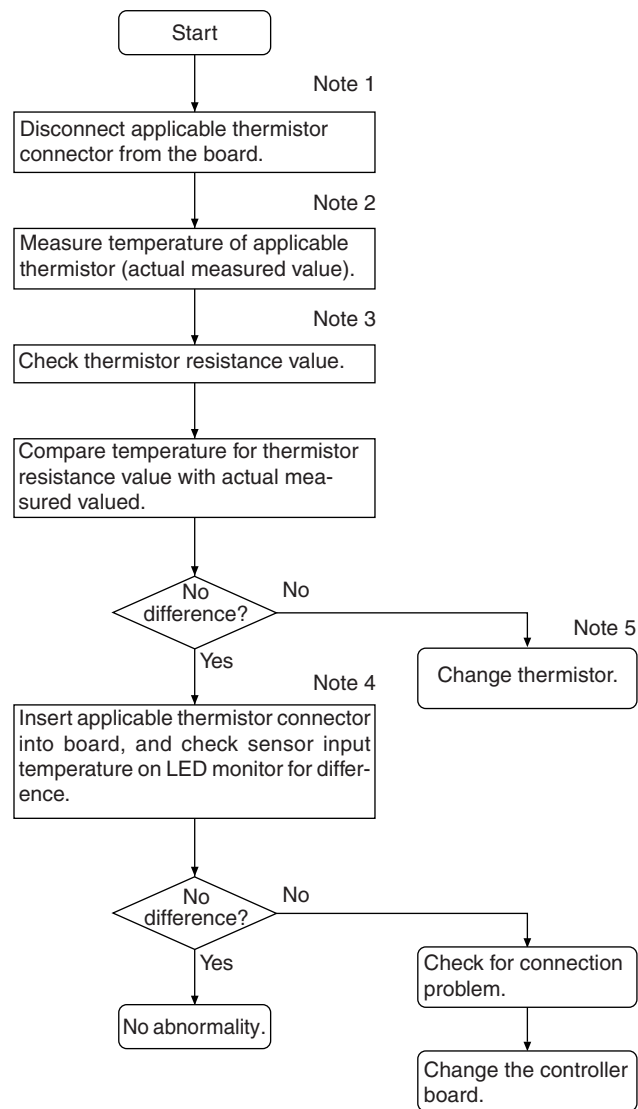 Start
Note 1
Disconnect applicable thermistor
connector from the board.
Note 2
Measure temperature of applicable
thermistor (actual measured value).
Note 3
Check thermistor resistance value.
Compare temperature for thermistor
resistance value with actual mea-
sured valued.
No
difference?
No
Yes
Note 5
Change thermistor.
Note 4
Insert applicable thermistor connector
into board, and check sensor input
temperature on LED monitor for differ-
ence.
No
difference?
No
Yes
Check for connection
problem.
No abnormality.
Change the controller
board.